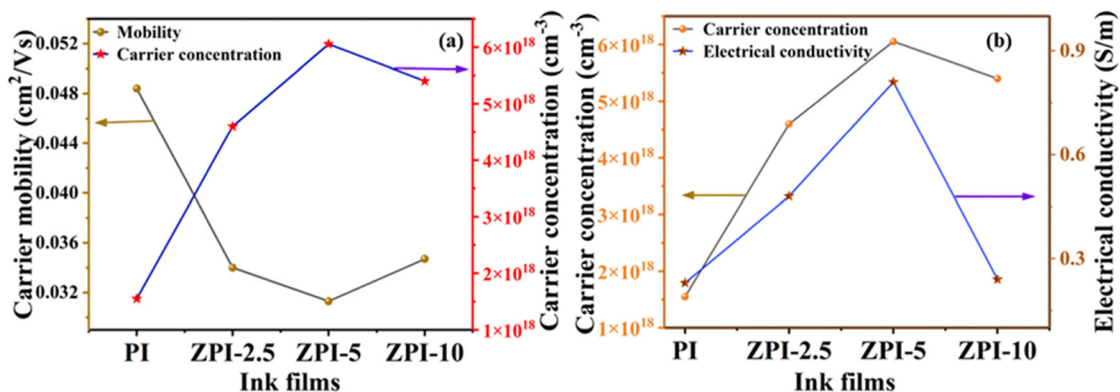 Mobility
Carrier concentration
(a)
Carrier mobility (cm²/Vs)
0.052
0.048
0.044
0.040
0.036
0.032
6×10¹⁸
5×10¹⁸
4×10¹⁸
3×10¹⁸
2×10¹⁸
1×10¹⁸
Carrier concentration (cm⁻³)
PI ZPI-2.5 ZPI-5 ZPI-10
Ink films
Carrier concentration
Electrical conductivity
(b)
Carrier concentration (cm⁻³)
6×10¹⁸
5×10¹⁸
4×10¹⁸
3×10¹⁸
2×10¹⁸
1×10¹⁸
0.9
0.6
0.3
Electrical conductivity (S/m)
PI ZPI-2.5 ZPI-5 ZPI-10
Ink films